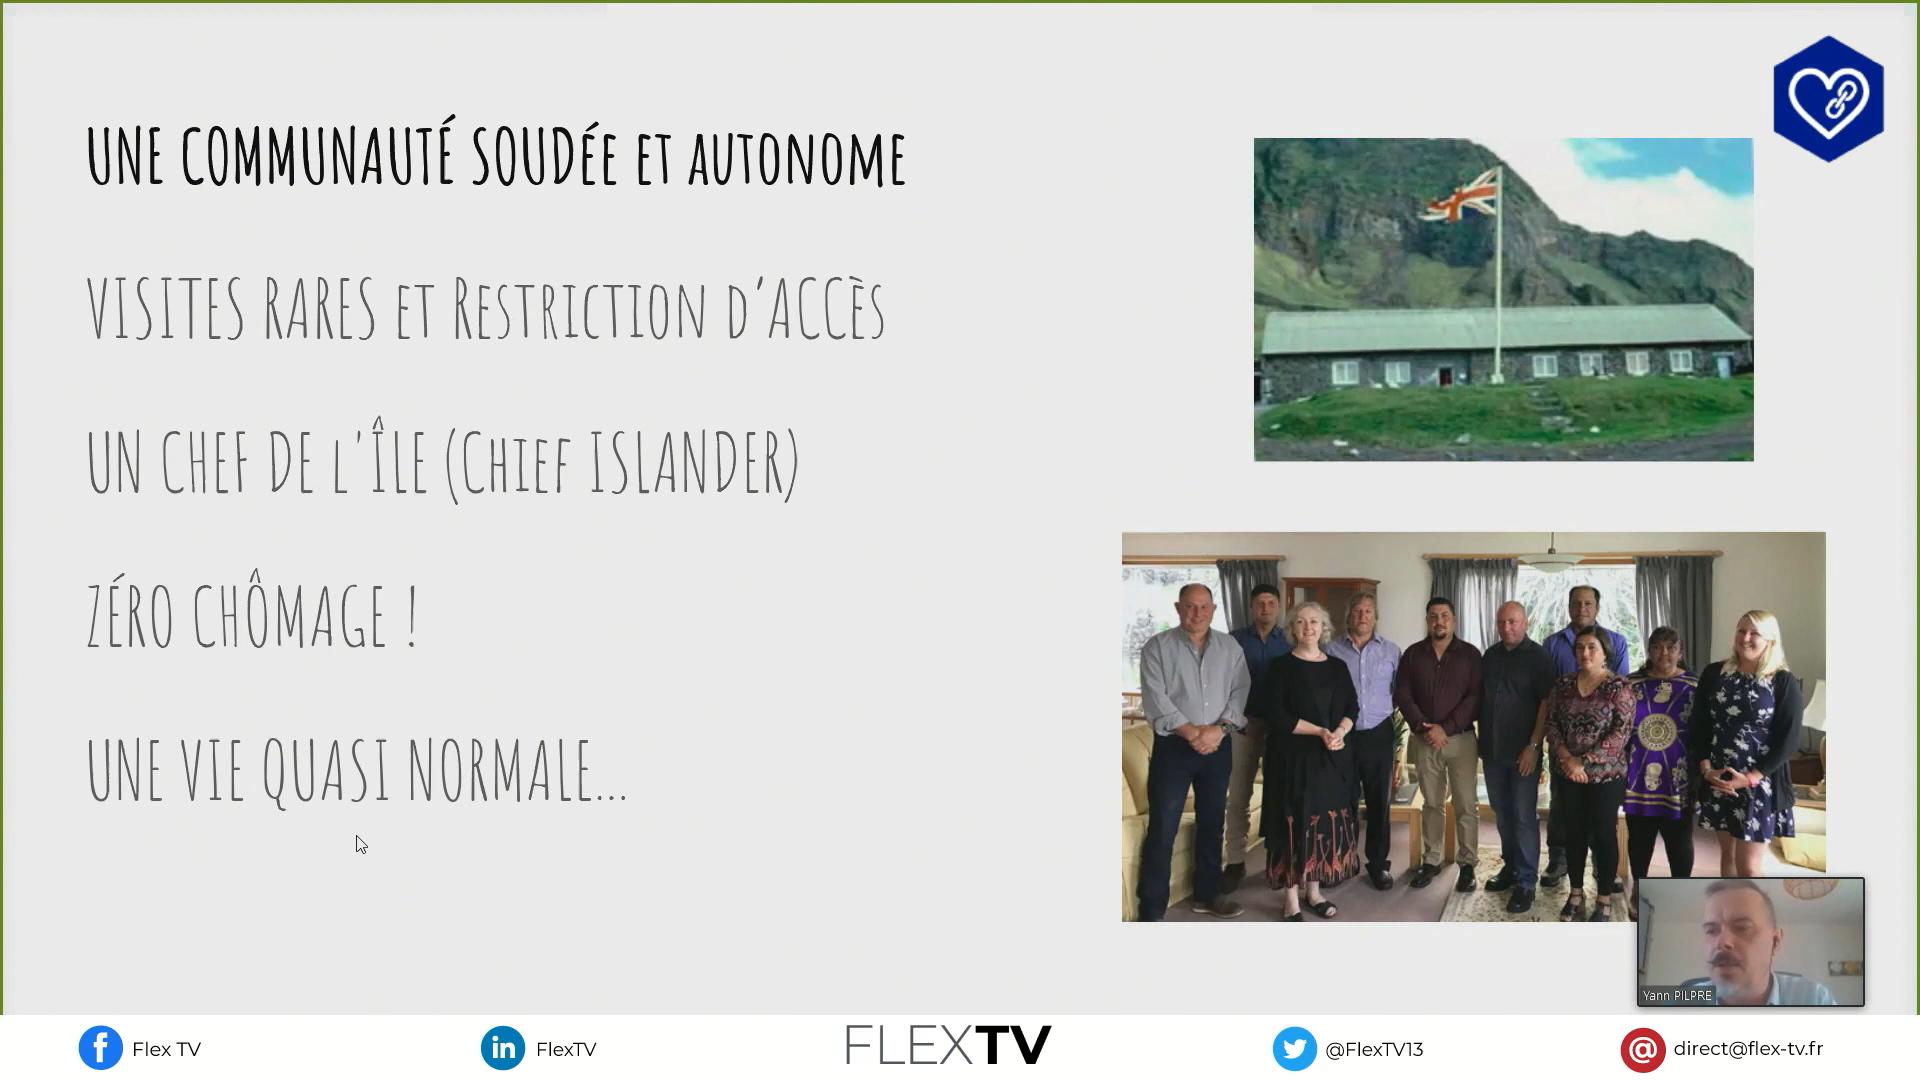 UNE COMMUNAUTÉ SOUDÉE ET AUTONOME
VISITES RARES ET RESTRICTION D'ACCÈS
UN CHEF DE L'ÎLE (CHIEF ISLANDER)
ZÉRO CHÔMAGE !
UNE VIE QUASI NORMALE...
Yann PILPRE
Flex TV
FlexTV
FLEXTV
@FlexTV13
direct@flex-tv.fr